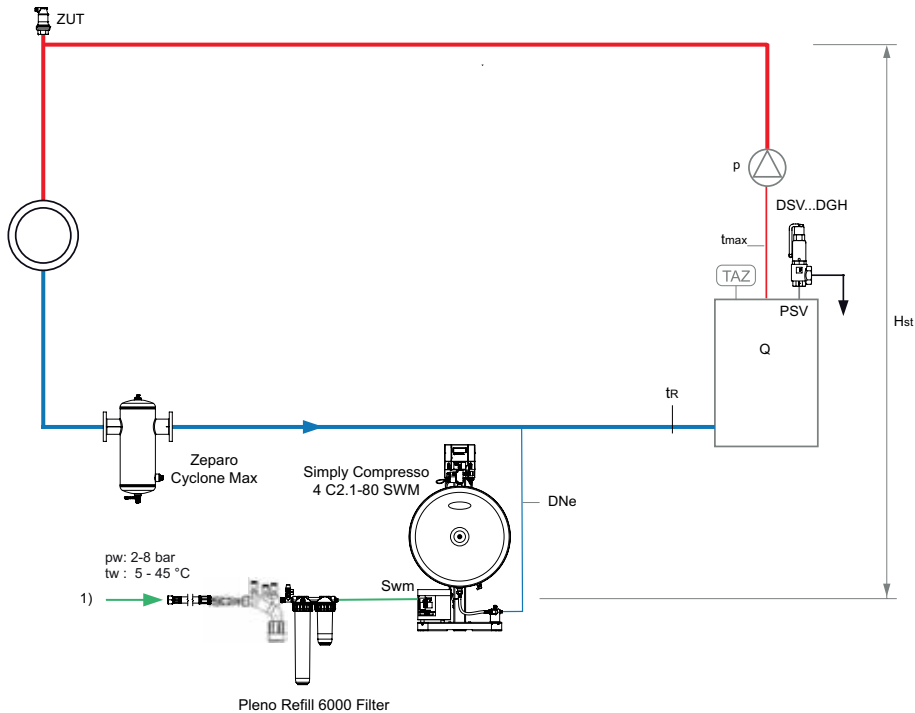 ZUT
p
DSV...DGH
tmax
TAZ
PSV
Q
Hst
tR
Zeparo
Cyclone Max
Simply Compresso
4 C2.1-80 SWM
DNe
pw: 2-8 bar
tw : 5 - 45 °C
1)
Swm
Pleno Refill 6000 Filter